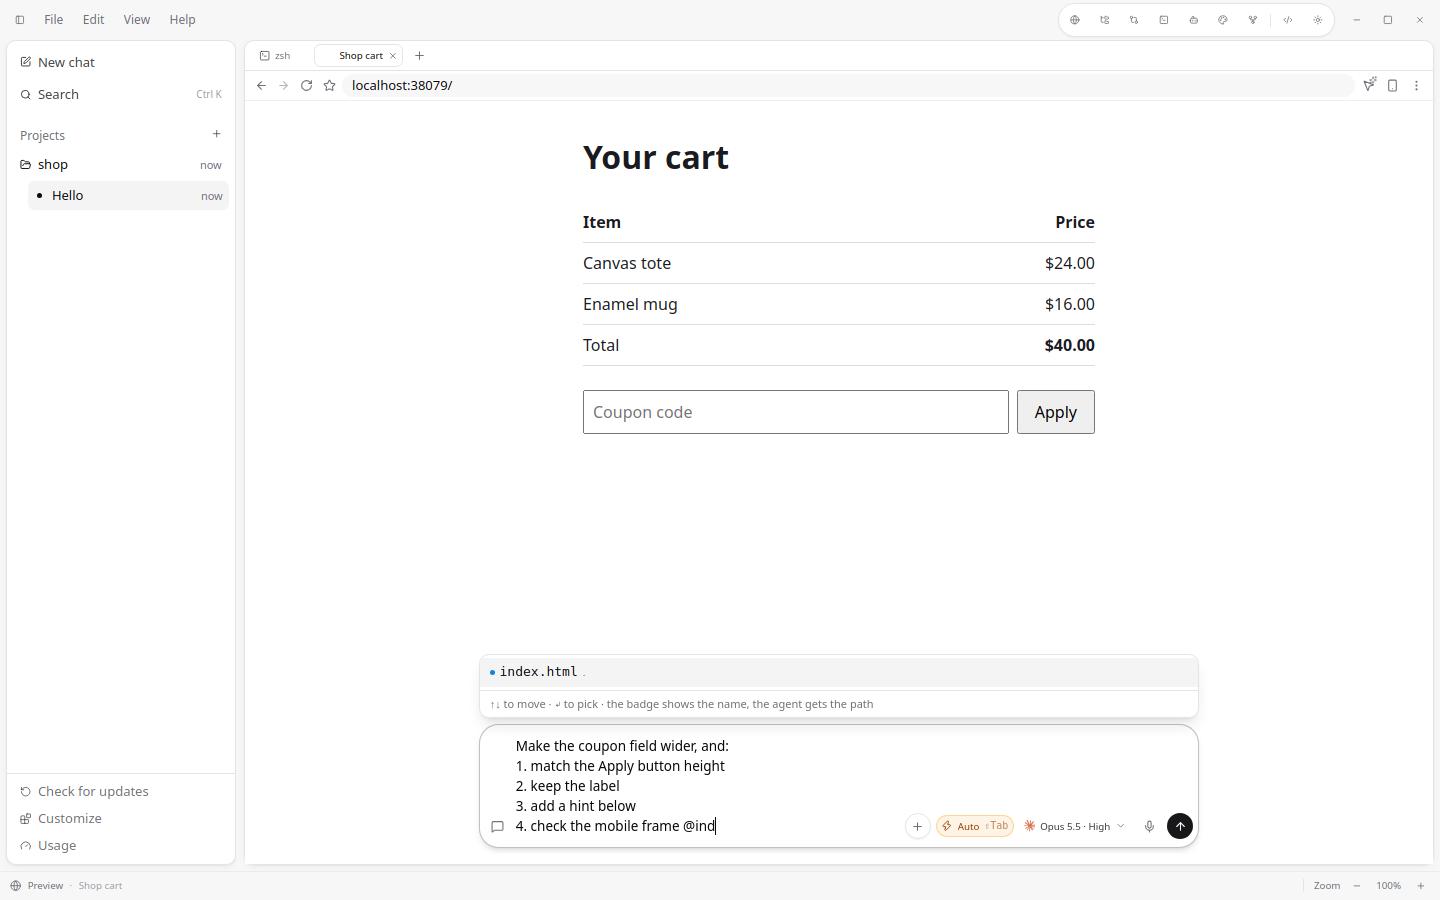 File Edit View Help
New chat
Search Ctrl K
Projects
shop now
Hello now
Check for updates
Customize
Usage
zsh Shop cart
localhost:38079/
Your cart
Item Price
Canvas tote $24.00
Enamel mug $16.00
Total $40.00
Coupon code Apply
index.html .
↑↓ to move · ↲ to pick · the badge shows the name, the agent gets the path
Make the coupon field wider, and:
1. match the Apply button height
2. keep the label
3. add a hint below
4. check the mobile frame @ind
Auto ⇧Tab Opus 5.5 · High
Preview · Shop cart Zoom − 100% +